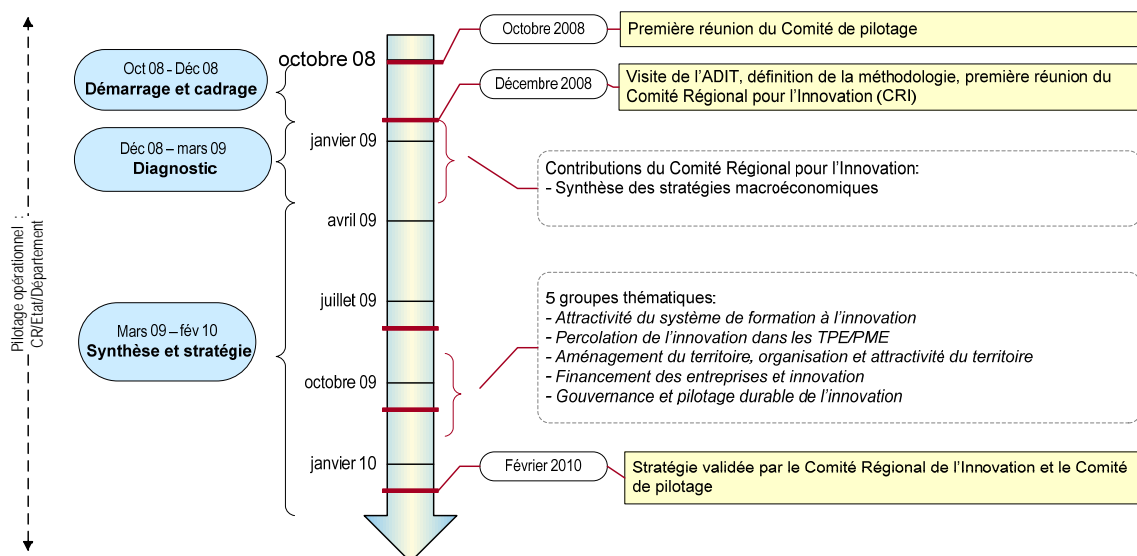 Pilotage opérationnel :
CR/Etat/Département
Oct 08 - Déc 08
Démarrage et cadrage
Déc 08 – mars 09
Diagnostic
Mars 09 – fév 10
Synthèse et stratégie
octobre 08
janvier 09
avril 09
juillet 09
octobre 09
janvier 10
Octobre 2008
Première réunion du Comité de pilotage
Décembre 2008
Visite de l’ADIT, définition de la méthodologie, première réunion du
Comité Régional pour l’Innovation (CRI)
Contributions du Comité Régional pour l’Innovation:
- Synthèse des stratégies macroéconomiques
5 groupes thématiques:
- Attractivité du système de formation à l’innovation
- Percolation de l’innovation dans les TPE/PME
- Aménagement du territoire, organisation et attractivité du territoire
- Financement des entreprises et innovation
- Gouvernance et pilotage durable de l’innovation
Février 2010
Stratégie validée par le Comité Régional de l’Innovation et le Comité
de pilotage